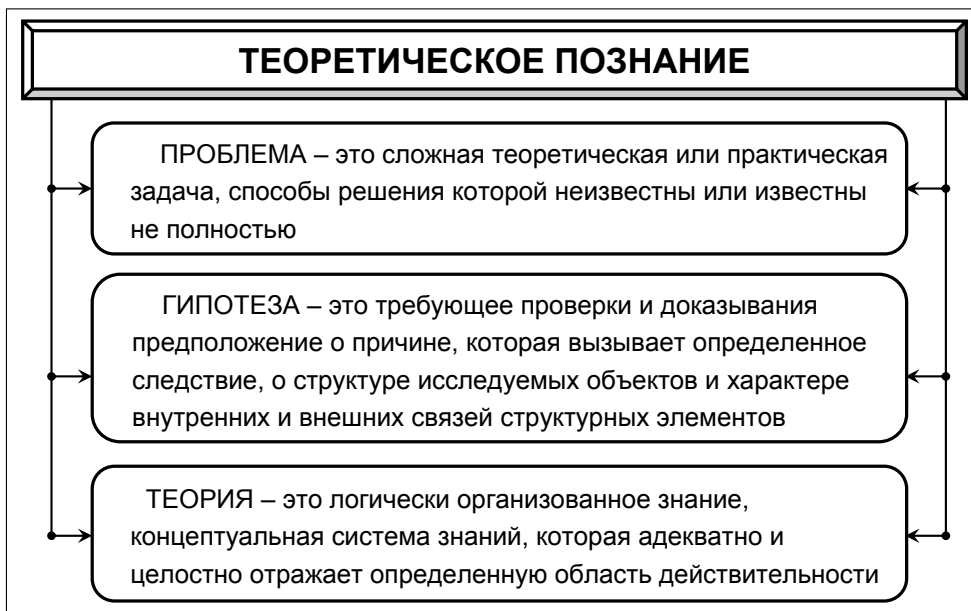 ТЕОРЕТИЧЕСКОЕ ПОЗНАНИЕ
ПРОБЛЕМА – это сложная теоретическая или практическая
задача, способы решения которой неизвестны или известны
не полностью
ГИПОТЕЗА – это требующее проверки и доказывания
предположение о причине, которая вызывает определенное
следствие, о структуре исследуемых объектов и характере
внутренних и внешних связей структурных элементов
ТЕОРИЯ – это логически организованное знание,
концептуальная система знаний, которая адекватно и
целостно отражает определенную область действительности